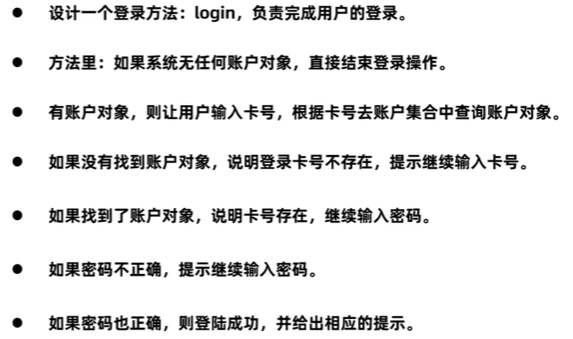 ● 设计一个登录方法：login，负责完成用户的登录。
● 方法里：如果系统无任何账户对象，直接结束登录操作。
● 有账户对象，则让用户输入卡号，根据卡号去账户集合中查询账户对象。
● 如果没有找到账户对象，说明登录卡号不存在，提示继续输入卡号。
● 如果找到了账户对象，说明卡号存在，继续输入密码。
● 如果密码不正确，提示继续输入密码。
● 如果密码也正确，则登陆成功，并给出相应的提示。